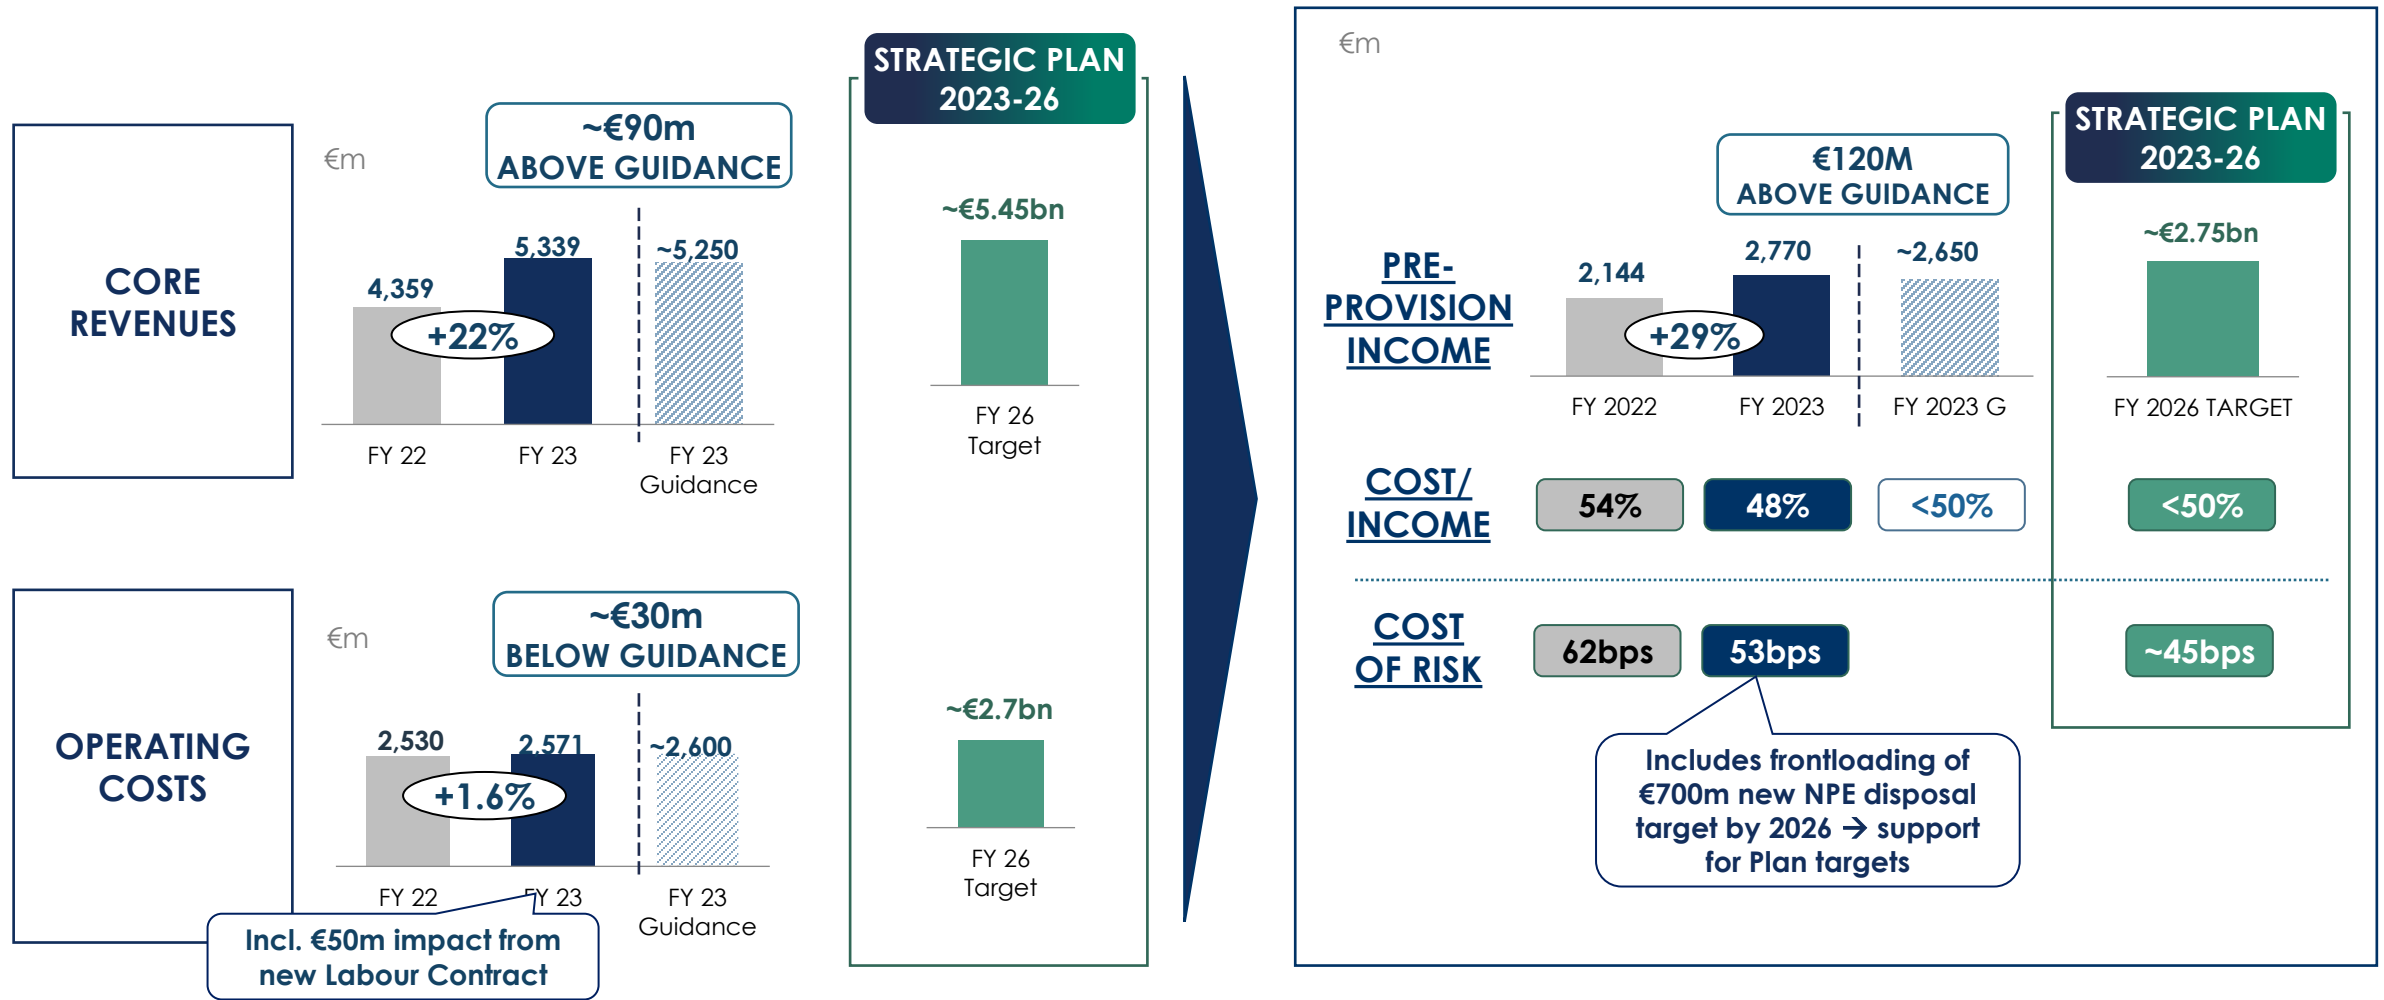 CORE
REVENUES
€m
~€90m
ABOVE GUIDANCE
4,359
5,339
~5,250
+22%
FY 22
FY 23
FY 23
Guidance
OPERATING
COSTS
€m
~€30m
BELOW GUIDANCE
2,530
2,571
~2,600
+1.6%
FY 22
FY 23
FY 23
Guidance
Incl. €50m impact from
new Labour Contract
STRATEGIC PLAN
2023-26
~€5.45bn
FY 26
Target
~€2.7bn
FY 26
Target
€m
€120M
ABOVE GUIDANCE
STRATEGIC PLAN
2023-26
PRE-
PROVISION
INCOME
2,144
2,770
~2,650
~€2.75bn
+29%
FY 2022
FY 2023
FY 2023 G
FY 2026 TARGET
COST/
INCOME
54%
48%
<50%
<50%
COST
OF RISK
62bps
53bps
~45bps
Includes frontloading of
€700m new NPE disposal
target by 2026 → support
for Plan targets